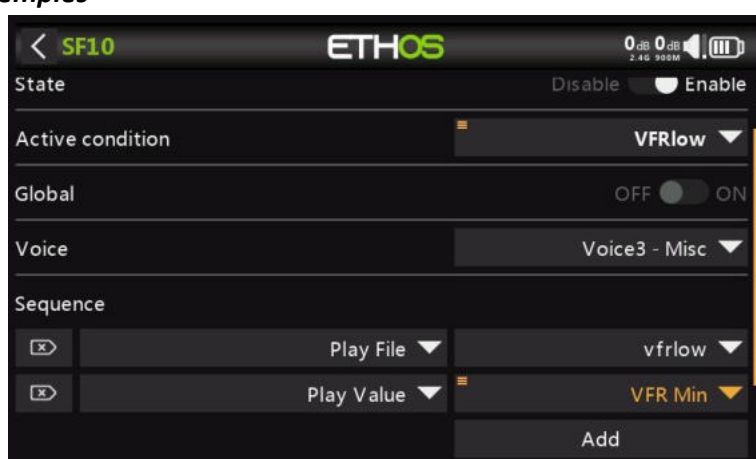 SF10 ETHOS 0dB 0dB
2.4G 900M
State Disable Enable
Active condition VFRlow
Global OFF ON
Voice Voice3 - Misc
Sequence
Play File vfrlow
Play Value VFR Min
Add